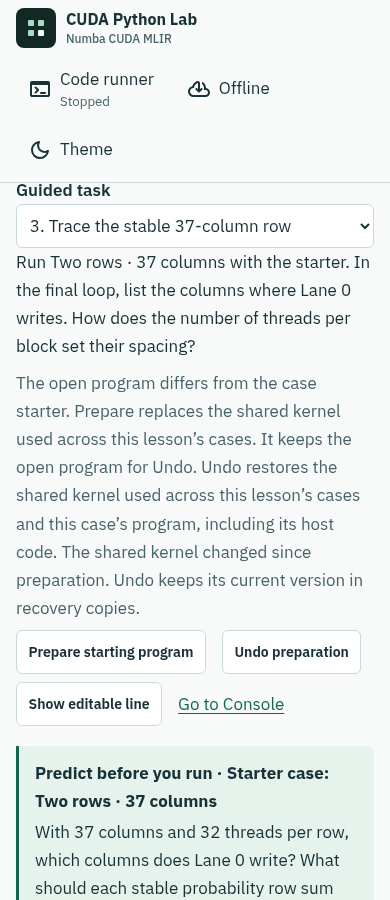 CUDA Python Lab
Numba CUDA MLIR
Code runner
Stopped
Offline
Theme
Guided task
3. Trace the stable 37-column row
Run Two rows · 37 columns with the starter. In
the final loop, list the columns where Lane 0
writes. How does the number of threads per
block set their spacing?
The open program differs from the case
starter. Prepare replaces the shared kernel
used across this lesson’s cases. It keeps the
open program for Undo. Undo restores the
shared kernel used across this lesson’s cases
and this case’s program, including its host
code. The shared kernel changed since
preparation. Undo keeps its current version in
recovery copies.
Prepare starting program
Undo preparation
Show editable line
Go to Console
Predict before you run · Starter case:
Two rows · 37 columns
With 37 columns and 32 threads per row,
which columns does Lane 0 write? What
should each stable probability row sum